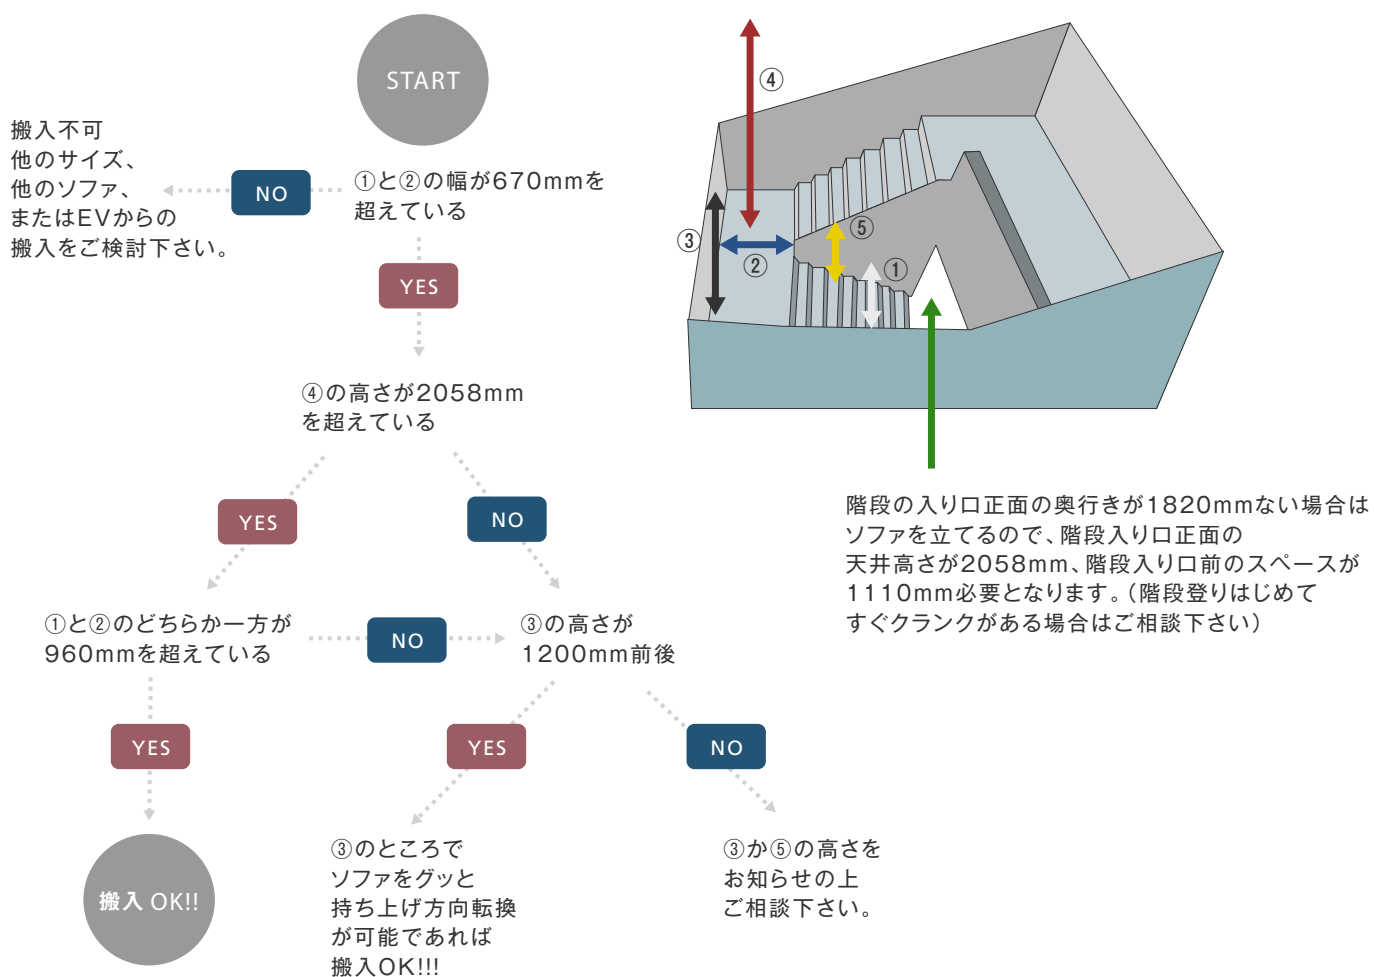 START
搬入不可
他のサイズ、
他のソファ、
またはEVからの
搬入をご検討下さい。
NO
①と②の幅が670mmを
超えている
YES
④の高さが2058mm
を超えている
YES
NO
①と②のどちらか一方が
960mmを超えている
NO
③の高さが
1200mm前後
YES
YES
NO
搬入 OK!!
③のところで
ソファをグッと
持ち上げ方向転換
が可能であれば
搬入OK!!!
③か⑤の高さを
お知らせの上
ご相談下さい。
④
③
②
⑤
①
階段の入り口正面の奥行きが1820mmない場合は
ソファを立てるので、階段入り口正面の
天井高さが2058mm、階段入り口前のスペースが
1110mm必要となります。（階段登りはじめて
すぐクランクがある場合はご相談下さい）